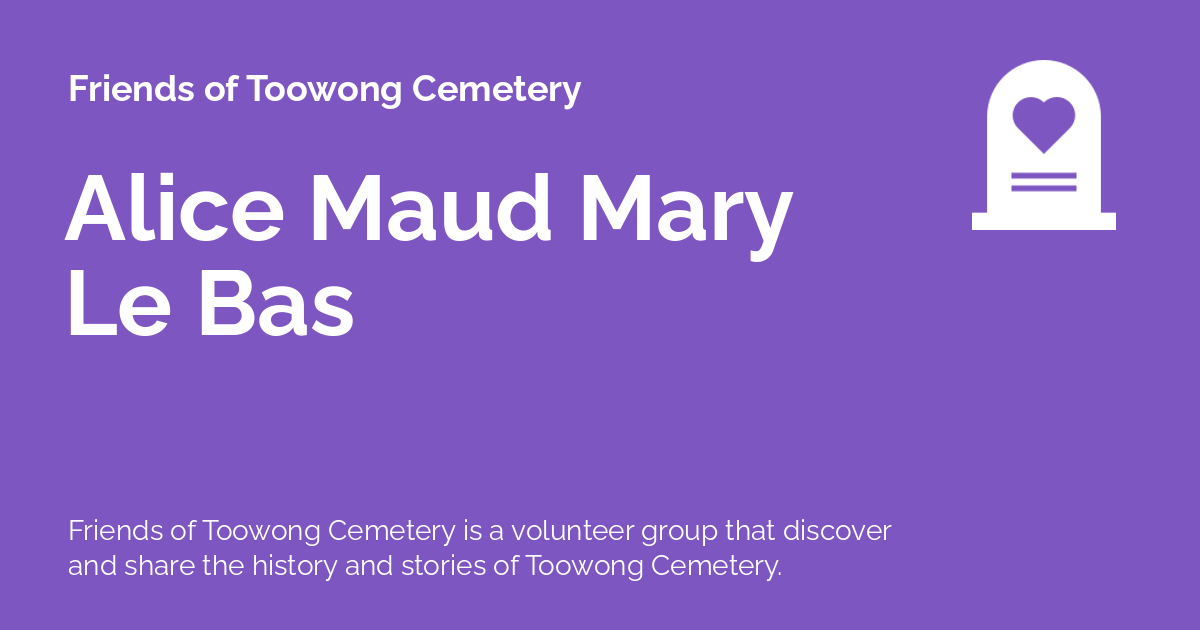 Friends of Toowong Cemetery
Alice Maud Mary
Le Bas
Friends of Toowong Cemetery is a volunteer group that discover
and share the history and stories of Toowong Cemetery.